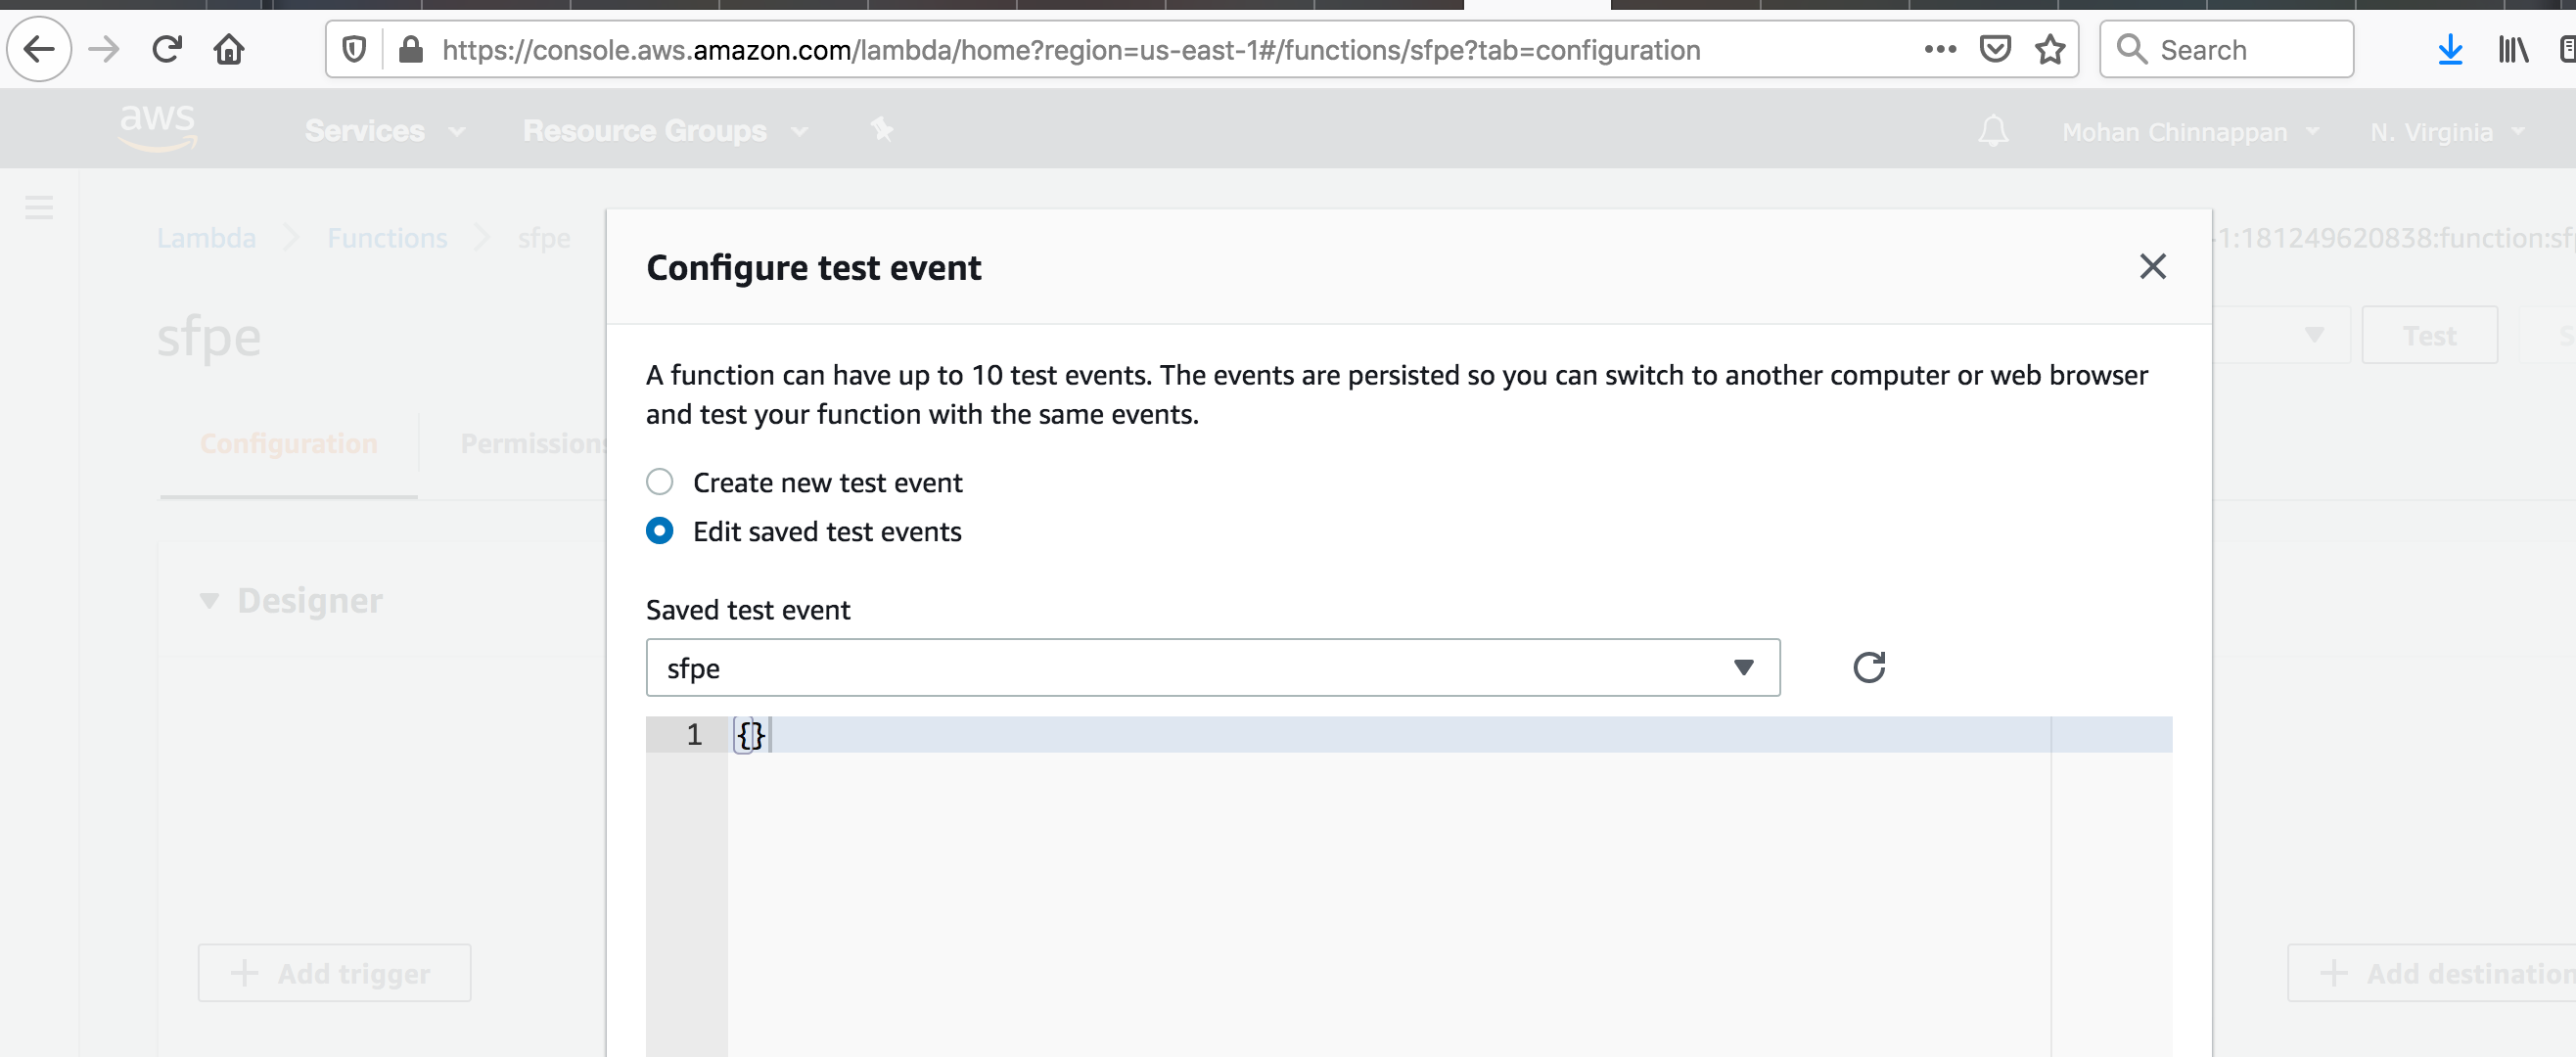 https://console.aws.amazon.com/lambda/home?region=us-east-1#/functions/sfpe?tab=configuration
Search
aws
Services
Resource Groups
Mohan Chinnappan
N. Virginia
Lambda
Functions
sfpe
-1:181249620838:function:sfp
Configure test event
sfpe
Test
S
A function can have up to 10 test events. The events are persisted so you can switch to another computer or web browser
and test your function with the same events.
Configuration
Permissions
Create new test event
Edit saved test events
Designer
Saved test event
sfpe
1 {}
Add trigger
Add destination